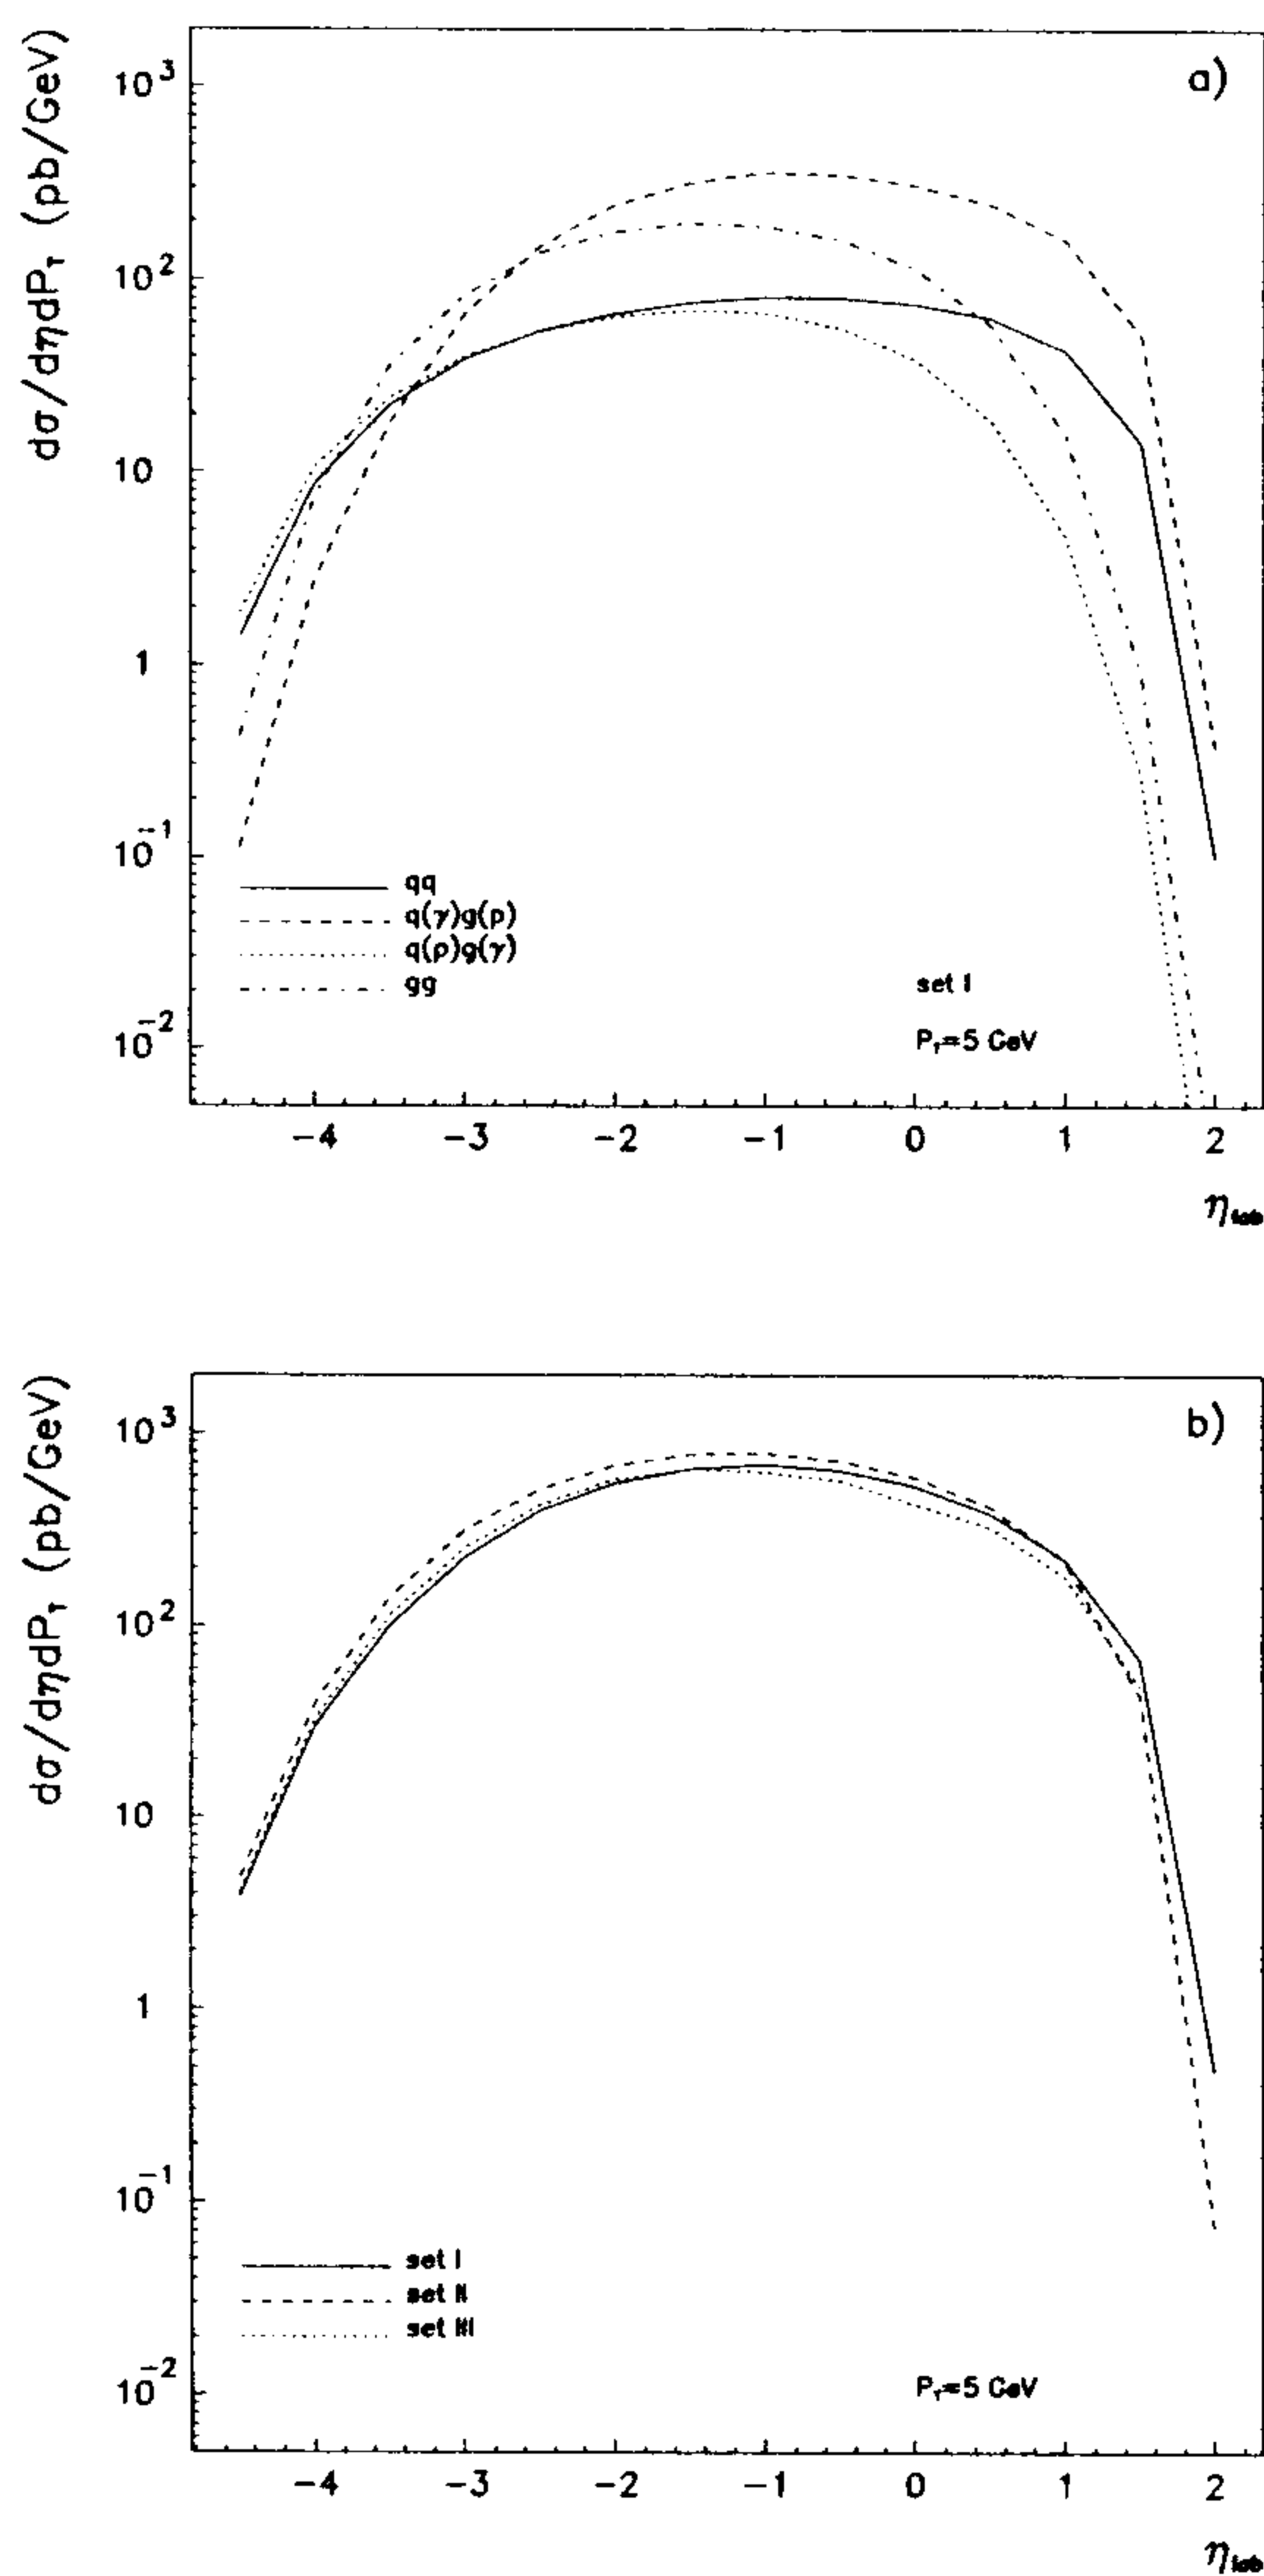 a)
dσ/dηdP_T (pb/GeV)
10^3
10^2
10
1
10^-1
10^-2
qq
q(γ)g(p)
q(p)g(γ)
gg
set I
P_T=5 GeV
-4 -3 -2 -1 0 1 2
η_lab
b)
dσ/dηdP_T (pb/GeV)
10^3
10^2
10
1
10^-1
10^-2
set I
set II
set III
P_T=5 GeV
-4 -3 -2 -1 0 1 2
η_lab